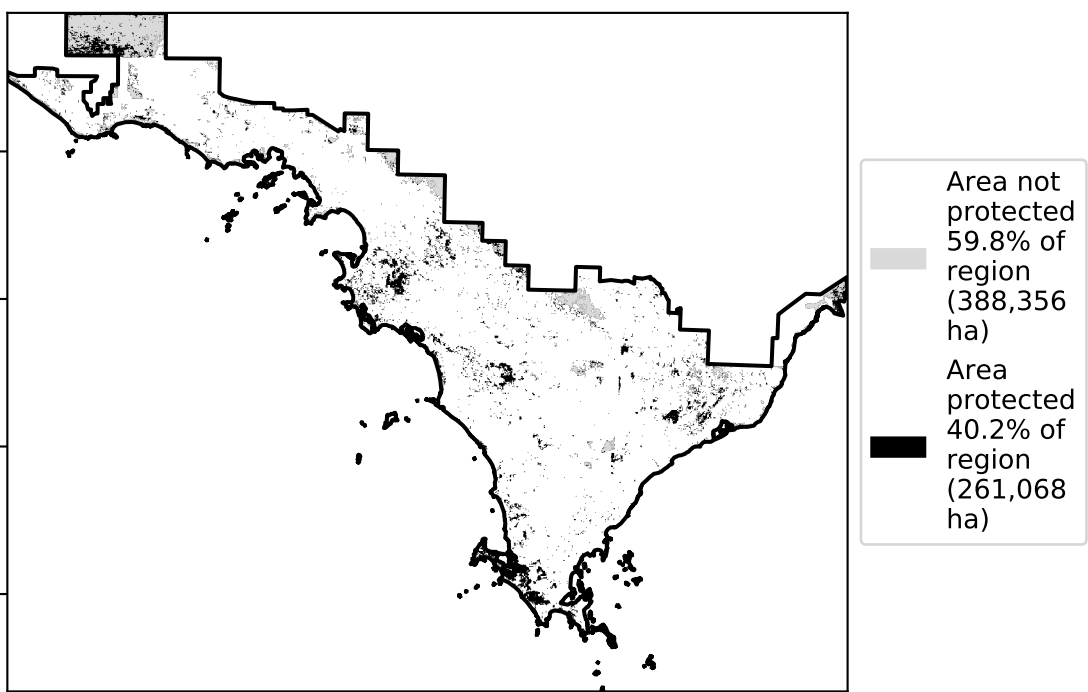 Area not
protected
59.8% of
region
(388,356
ha)
Area
protected
40.2% of
region
(261,068
ha)